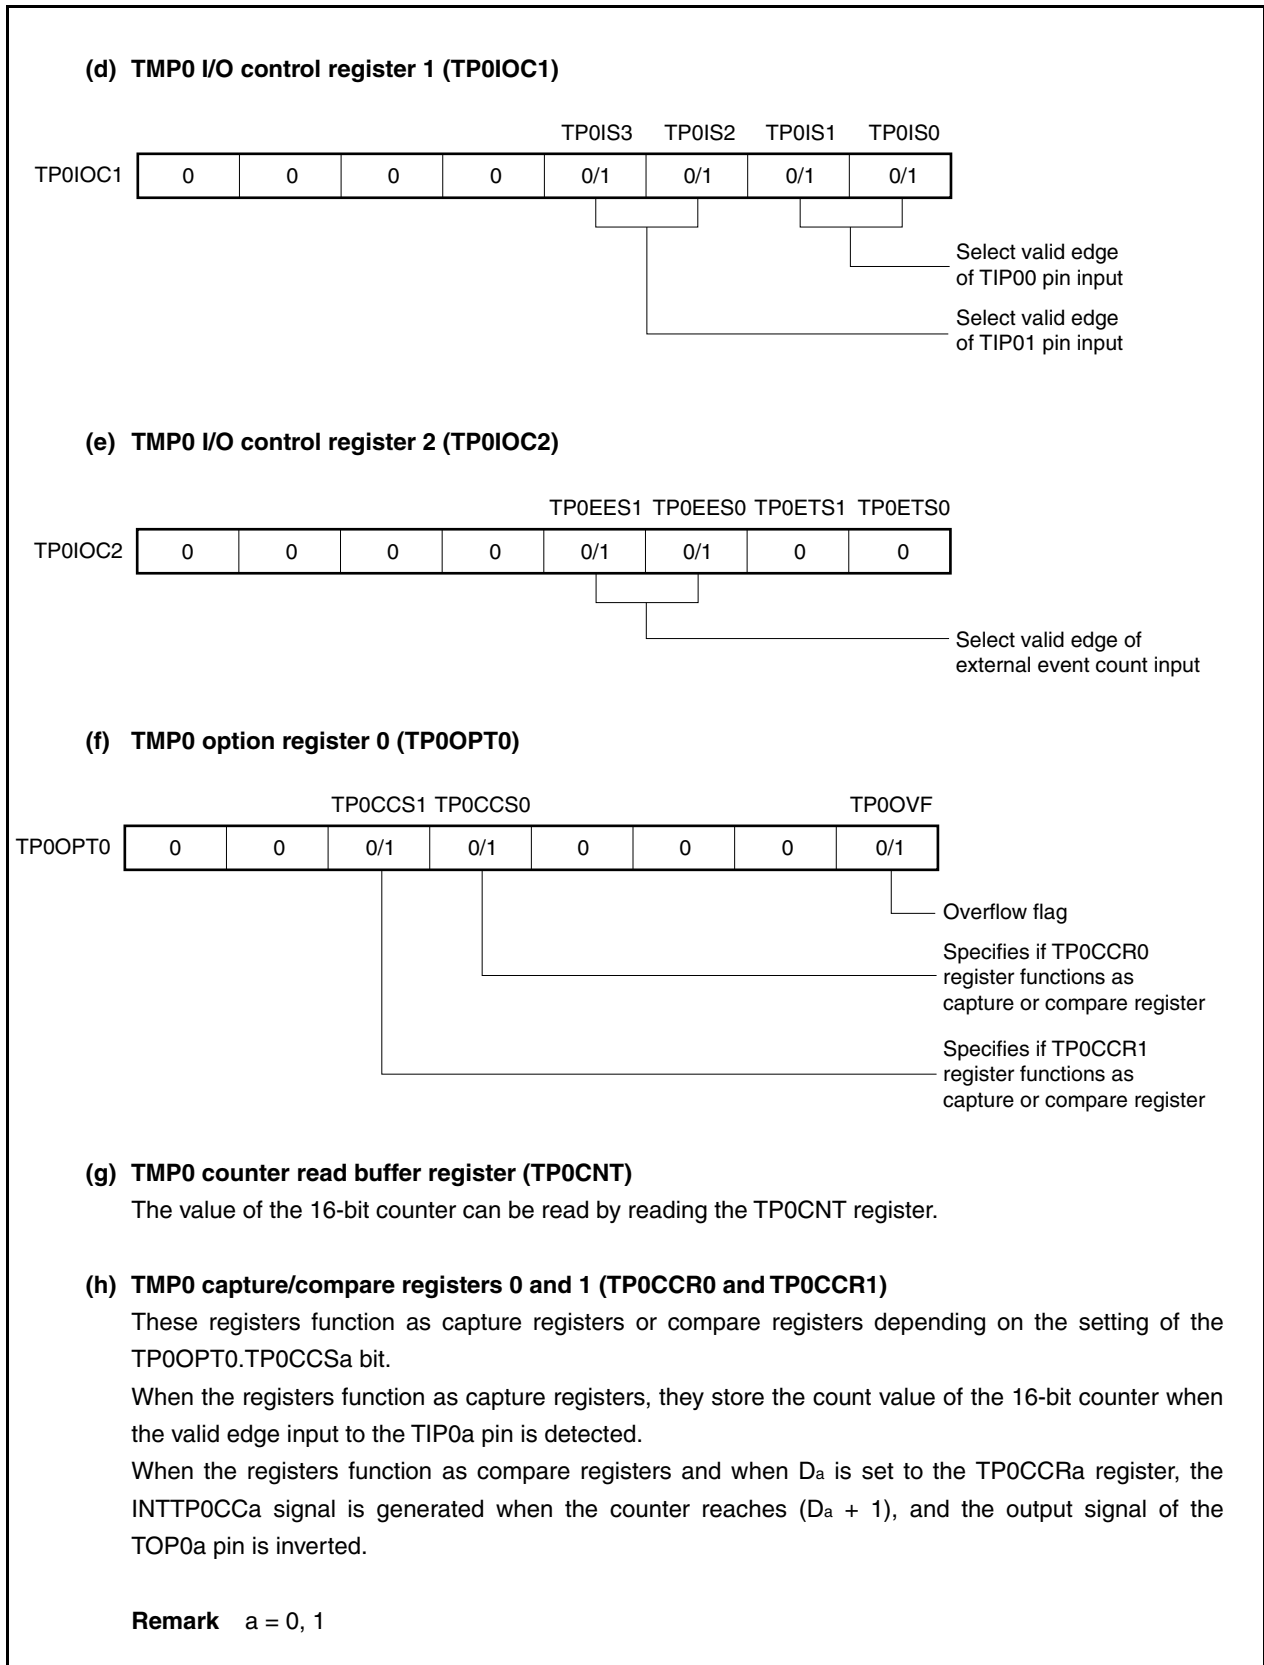 (d) TMP0 I/O control register 1 (TP0IOC1)
TP0IS3 TP0IS2 TP0IS1 TP0IS0
TP0IOC1 0 0 0 0 0/1 0/1 0/1 0/1
Select valid edge
of TIP00 pin input
Select valid edge
of TIP01 pin input
(e) TMP0 I/O control register 2 (TP0IOC2)
TP0EES1 TP0EES0 TP0ETS1 TP0ETS0
TP0IOC2 0 0 0 0 0/1 0/1 0 0
Select valid edge of
external event count input
(f) TMP0 option register 0 (TP0OPT0)
TP0CCS1 TP0CCS0 TP0OVF
TP0OPT0 0 0 0/1 0/1 0 0 0 0/1
Overflow flag
Specifies if TP0CCR0
register functions as
capture or compare register
Specifies if TP0CCR1
register functions as
capture or compare register
(g) TMP0 counter read buffer register (TP0CNT)
The value of the 16-bit counter can be read by reading the TP0CNT register.
(h) TMP0 capture/compare registers 0 and 1 (TP0CCR0 and TP0CCR1)
These registers function as capture registers or compare registers depending on the setting of the
TP0OPT0.TP0CCSa bit.
When the registers function as capture registers, they store the count value of the 16-bit counter when
the valid edge input to the TIP0a pin is detected.
When the registers function as compare registers and when Da is set to the TP0CCRa register, the
INTTP0CCa signal is generated when the counter reaches (Da + 1), and the output signal of the
TOP0a pin is inverted.
Remark a = 0, 1